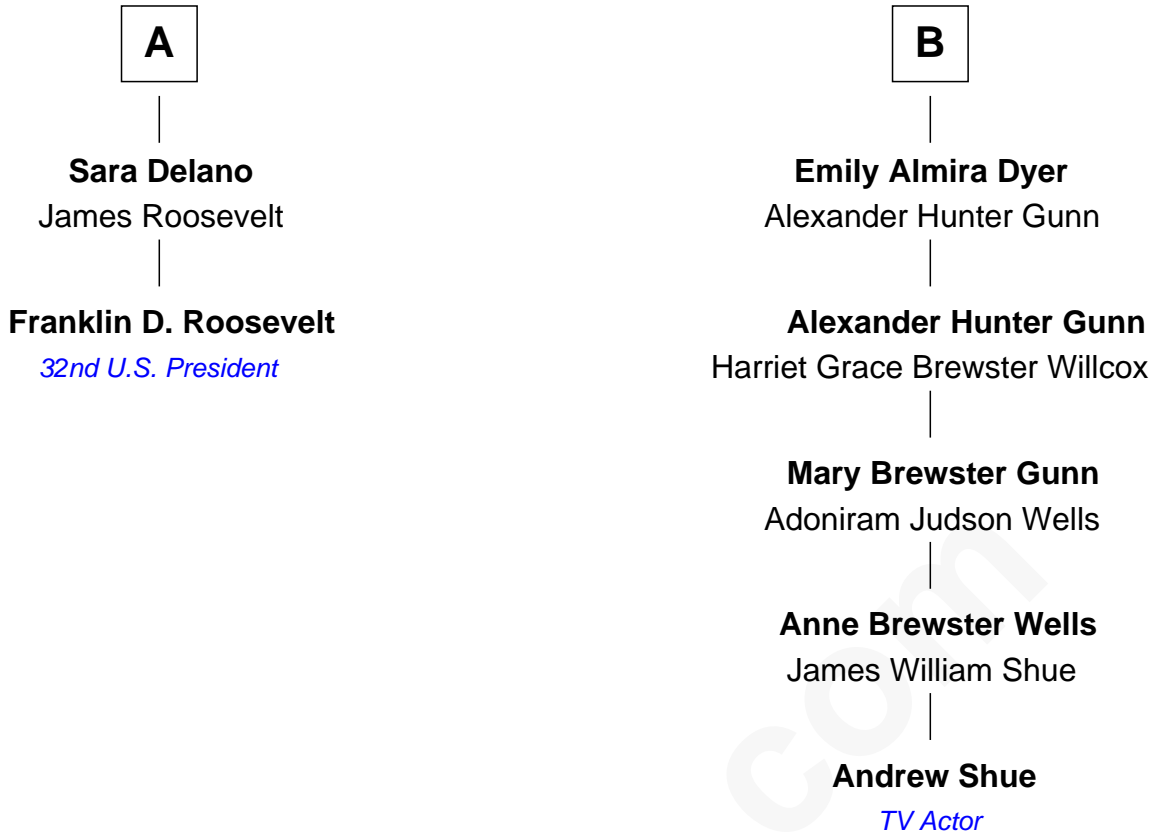 A
Sara Delano
James Roosevelt
Franklin D. Roosevelt
32nd U.S. President
B
Emily Almira Dyer
Alexander Hunter Gunn
Alexander Hunter Gunn
Harriet Grace Brewster Willcox
Mary Brewster Gunn
Adoniram Judson Wells
Anne Brewster Wells
James William Shue
Andrew Shue
TV Actor
com